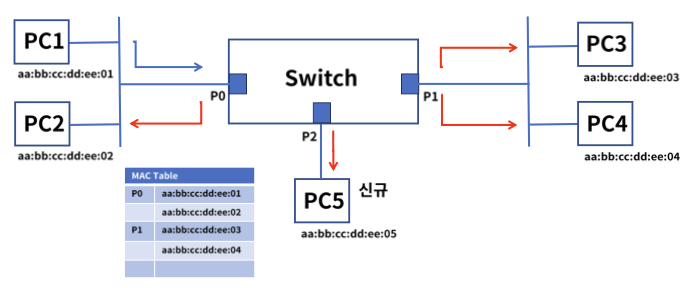 PC1
aa:bb:cc:dd:ee:01
PC2
aa:bb:cc:dd:ee:02
Switch
P0
P1
P2
PC3
aa:bb:cc:dd:ee:03
PC4
aa:bb:cc:dd:ee:04
PC5
신규
aa:bb:cc:dd:ee:05
MAC Table
P0 aa:bb:cc:dd:ee:01
aa:bb:cc:dd:ee:02
P1 aa:bb:cc:dd:ee:03
aa:bb:cc:dd:ee:04